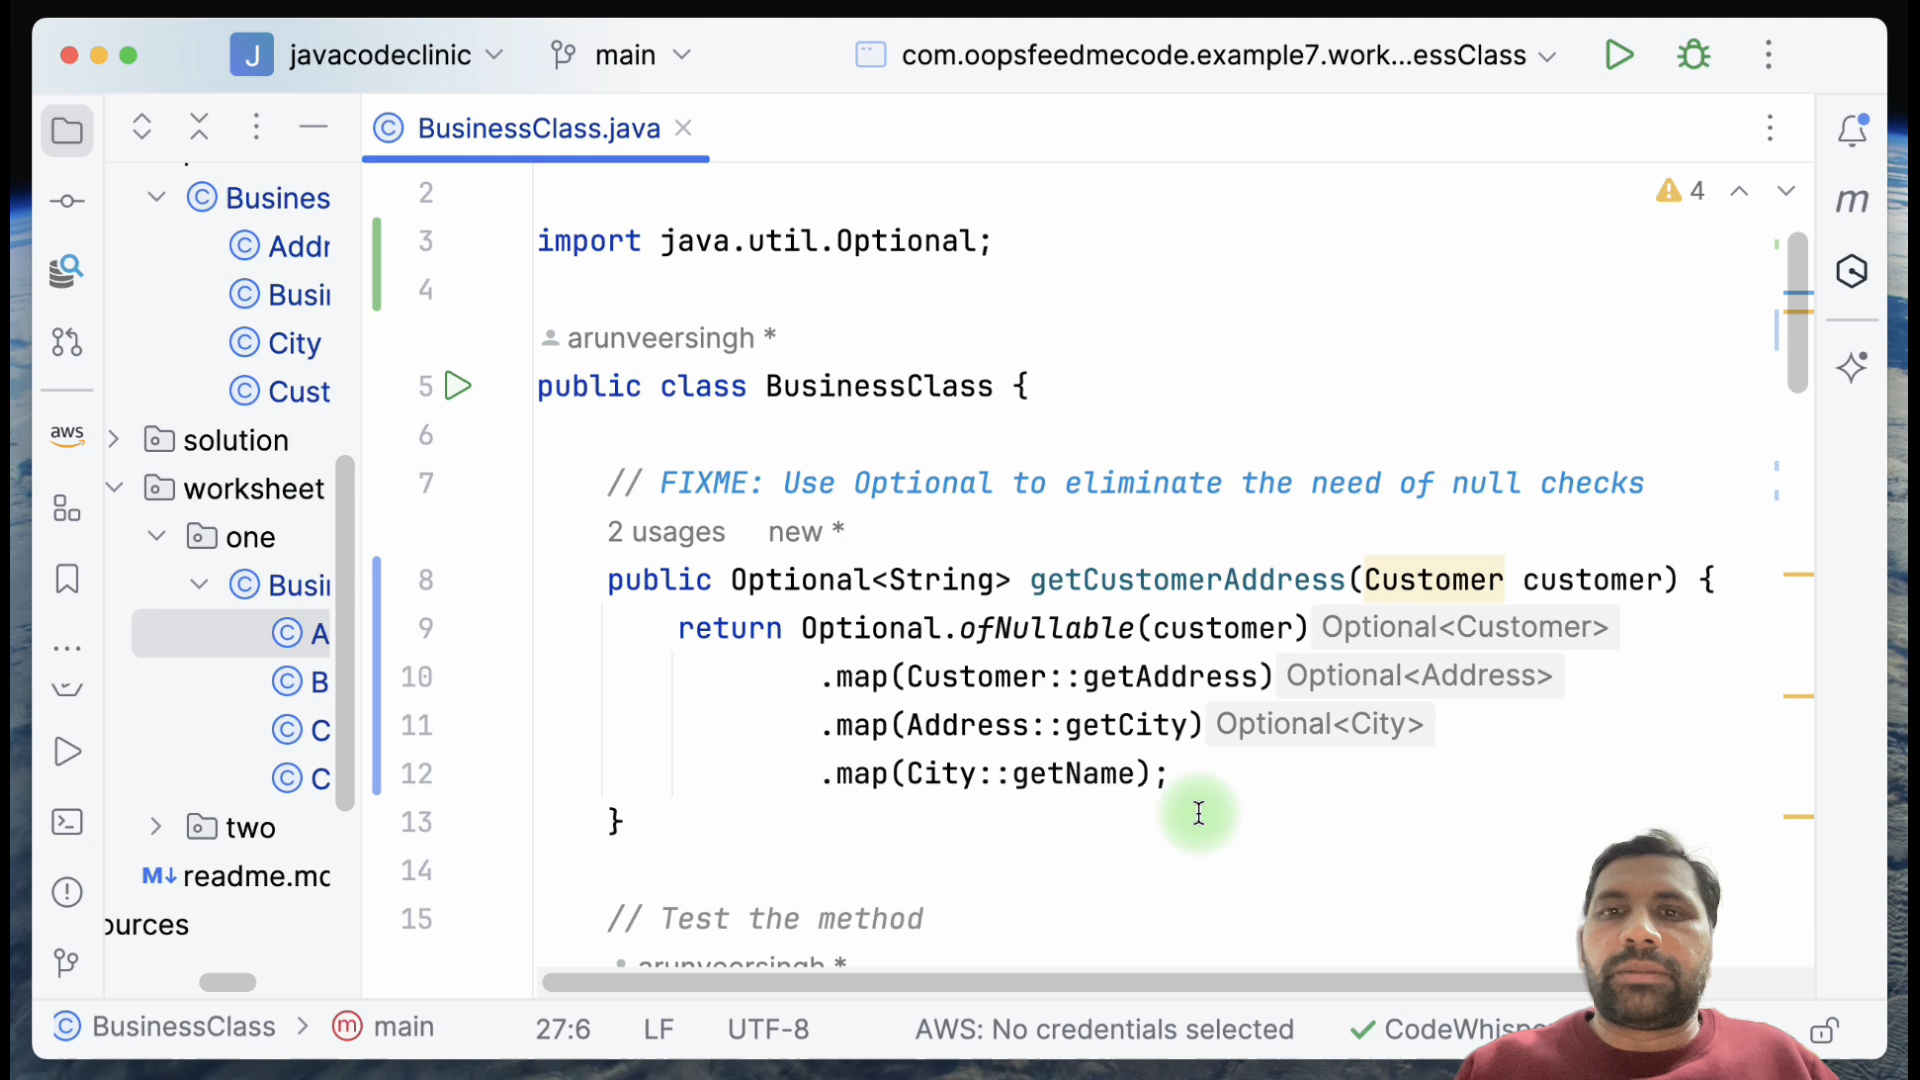 J javacodeclinic main com.oopsfeedmecode.example7.work...essClass
BusinessClass.java
Busines
Addr
Busin
City
Cust
aws
solution
worksheet
one
Busin
A
B
C
C
two
M↓ readme.mc
ources
4
m
2
3 import java.util.Optional;
4
arunveersingh *
5 public class BusinessClass {
6
7 // FIXME: Use Optional to eliminate the need of null checks
2 usages new *
8 public Optional<String> getCustomerAddress(Customer customer) {
9 return Optional.ofNullable(customer) Optional<Customer>
10 .map(Customer::getAddress) Optional<Address>
11 .map(Address::getCity) Optional<City>
12 .map(City::getName);
13 }
14
15 // Test the method
arunveersingh *
BusinessClass > m main 27:6 LF UTF-8 AWS: No credentials selected CodeWhispe